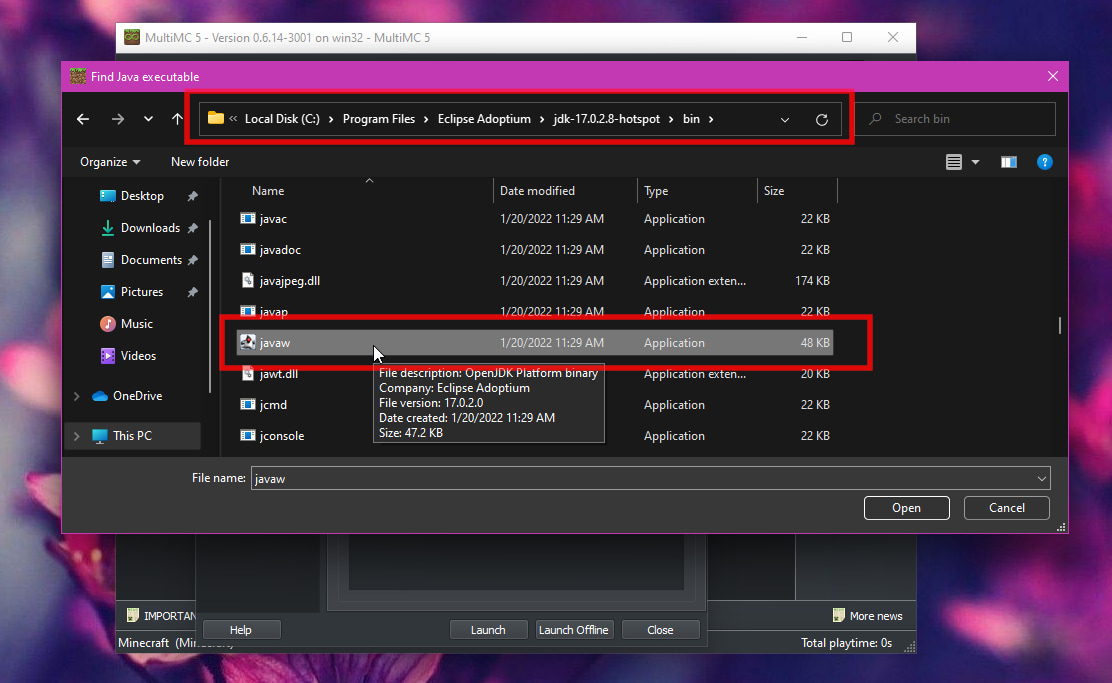 MultiMC 5 - Version 0.6.14-3001 on win32 - MultiMC 5
Find Java executable
« Local Disk (C:) › Program Files › Eclipse Adoptium › jdk-17.0.2.8-hotspot › bin ›
Search bin
Organize New folder
Name Date modified Type Size
Desktop
Downloads
Documents
Pictures
Music
Videos
OneDrive
This PC
javac 1/20/2022 11:29 AM Application 22 KB
javadoc 1/20/2022 11:29 AM Application 22 KB
javajpeg.dll 1/20/2022 11:29 AM Application exten... 174 KB
javap 1/20/2022 11:29 AM Application 22 KB
javaw 1/20/2022 11:29 AM Application 48 KB
jawt.dll Application exten... 20 KB
jcmd Application 22 KB
jconsole Application 22 KB
File description: OpenJDK Platform binary
Company: Eclipse Adoptium
File version: 17.0.2.0
Date created: 1/20/2022 11:29 AM
Size: 47.2 KB
File name: javaw
Open Cancel
IMPORTAN
More news
Help Launch Launch Offline Close
Minecraft (Min
Total playtime: 0s